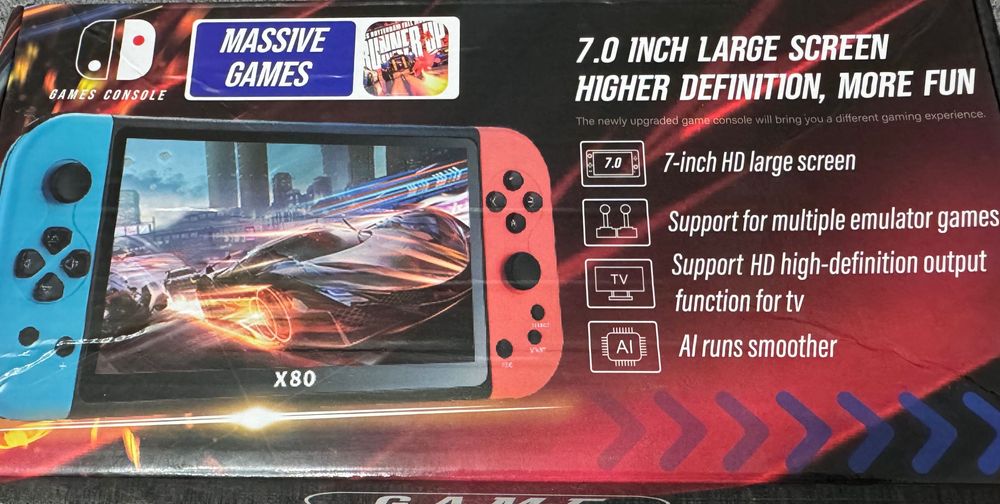 GAMES CONSOLE
MASSIVE
GAMES
RUNNER UP
7.0 INCH LARGE SCREEN
HIGHER DEFINITION, MORE FUN
The newly upgraded game console will bring you a different gaming experience.
7.0
7-inch HD large screen
Support for multiple emulator games
TV
Support HD high-definition output
function for tv
AI
AI runs smoother
X80
GAME